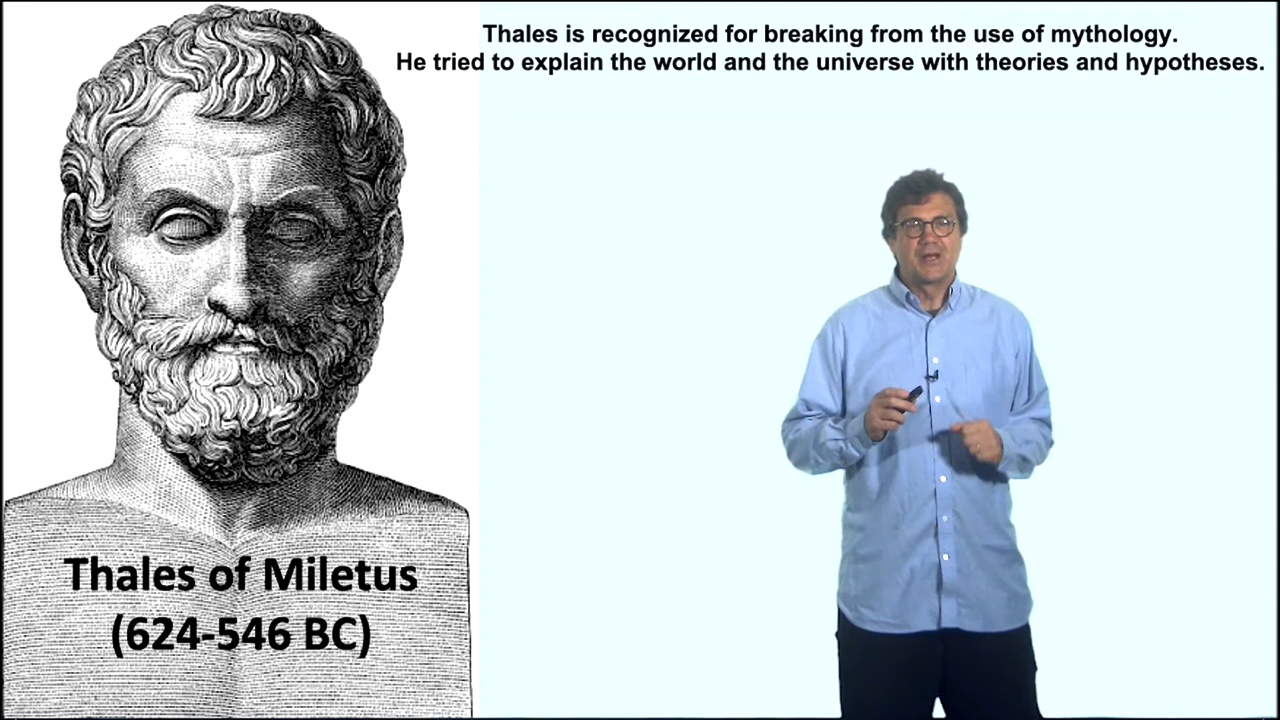 Thales is recognized for breaking from the use of mythology.
He tried to explain the world and the universe with theories and hypotheses.
Thales of Miletus
(624-546 BC)